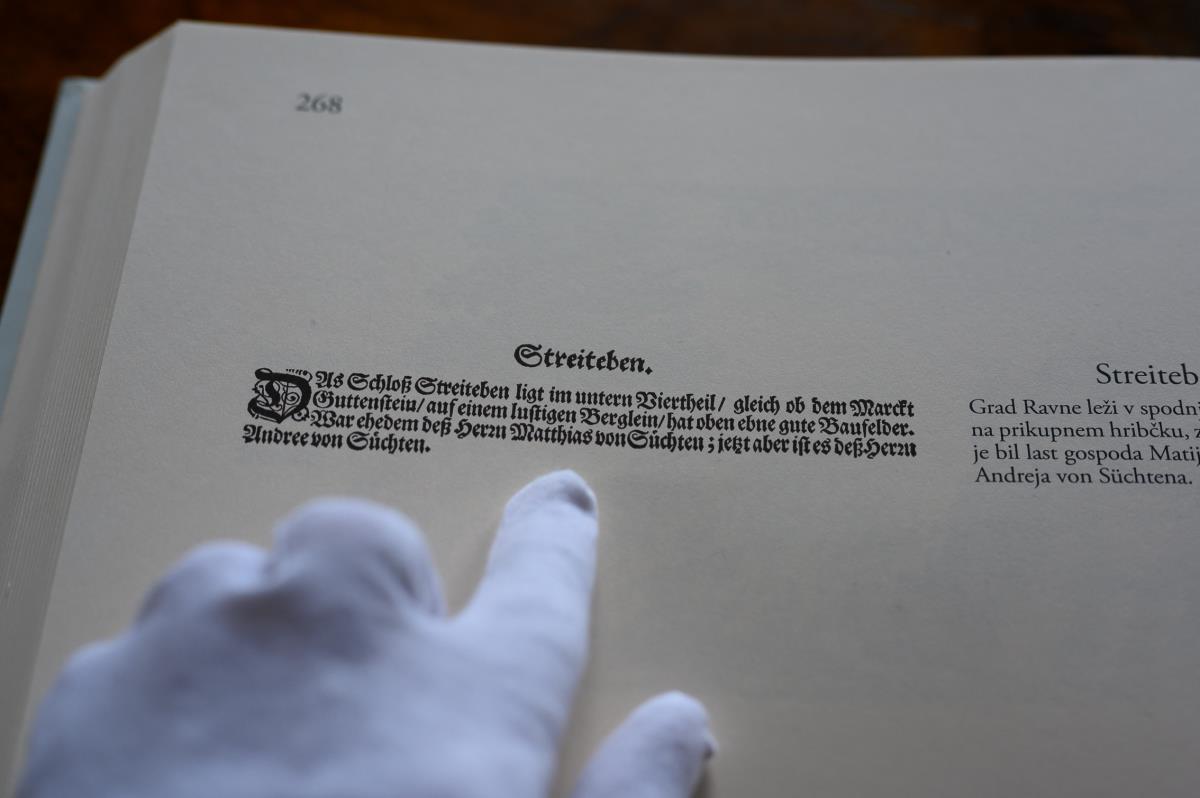 268
Streiteben.
DAs Schloß Streiteben ligt im untern Viertheil/ gleich ob dem Marckt
Guttenstein/ auf einem lustigen Berglein/ hat oben ebne gute Baufelder.
War ehedem deß Herrn Matthias von Süchten; jetzt aber ist es deß Herrn
Andree von Süchten.
Streiteb
Grad Ravne leži v spodnj
na prikupnem hribčku, z
je bil last gospoda Matij
Andreja von Süchtena.